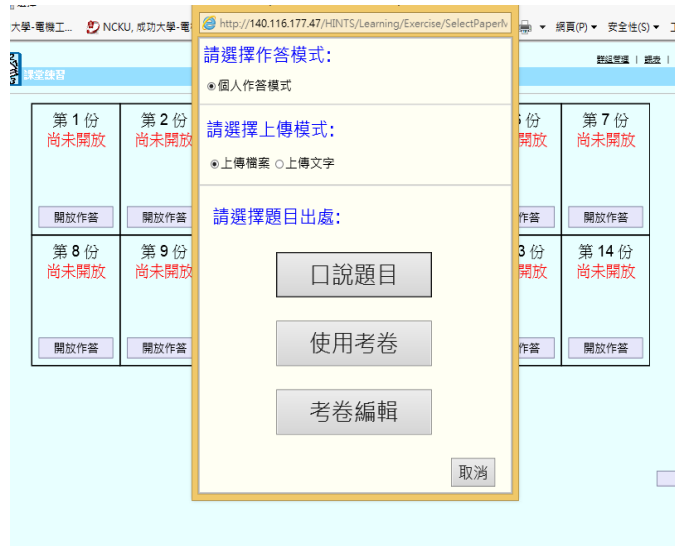 大學-電機工... NCKU, 成功大學-電
http://140.116.177.47/HINTS/Learning/Exercise/SelectPaperM
網頁(P) 安全性(S)
群組管理 | 題表 |
課堂練習
請選擇作答模式:
個人作答模式
請選擇上傳模式:
上傳檔案 上傳文字
請選擇題目出處:
口說題目
使用考卷
考卷編輯
取消
第 1 份
尚未開放
開放作答
第 2 份
尚未開放
開放作答
份
開放
作答
第 7 份
尚未開放
開放作答
第 8 份
尚未開放
開放作答
第 9 份
尚未開放
開放作答
3 份
開放
作答
第 14 份
尚未開放
開放作答